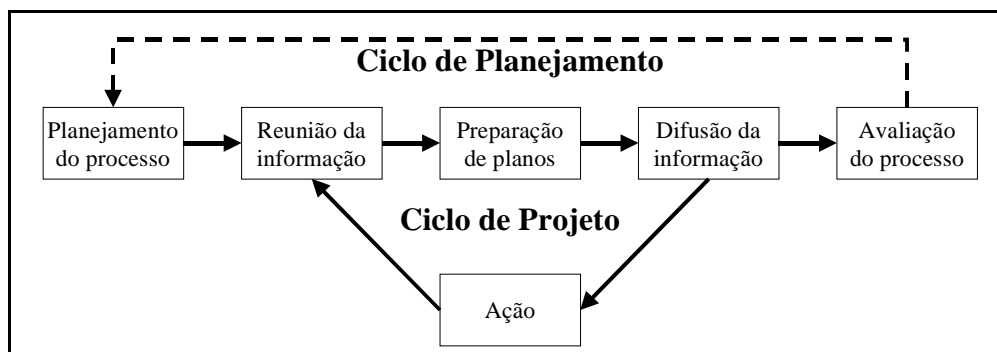 Ciclo de Planejamento
Planejamento
do processo
Reunião da
informação
Preparação
de planos
Difusão da
informação
Avaliação
do processo
Ciclo de Projeto
Ação